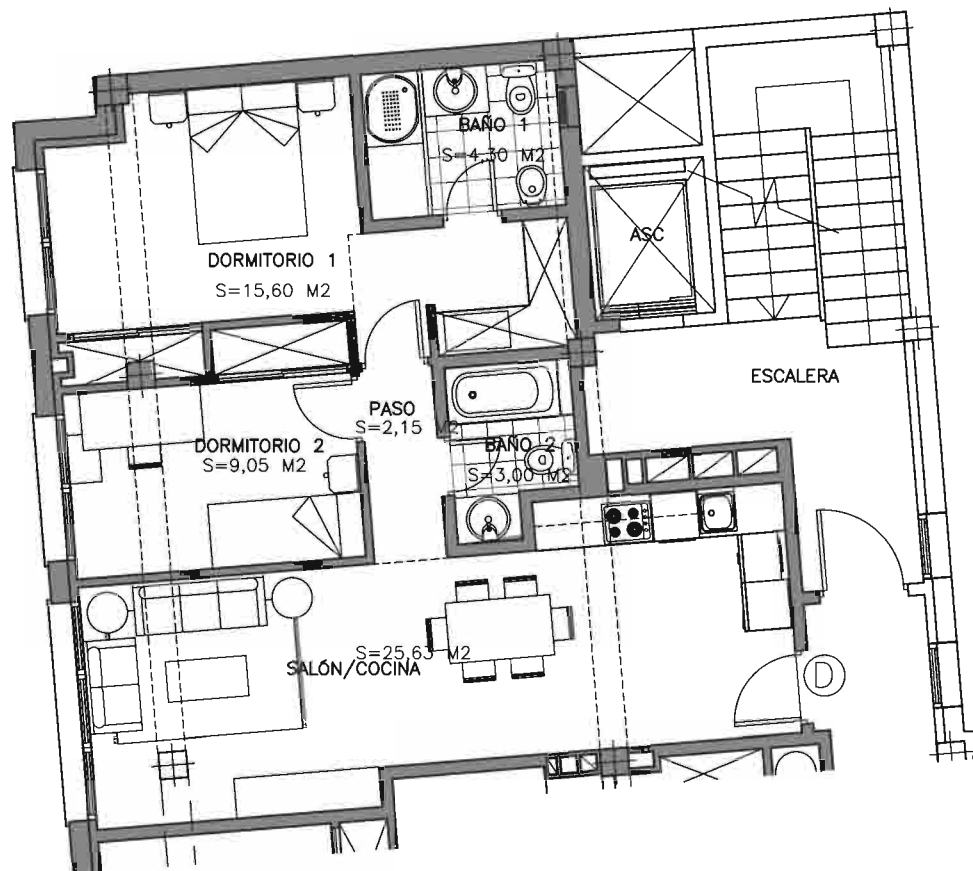 BAÑO 1
S=4,30 M2
ASC
DORMITORIO 1
S=15,60 M2
ESCALERA
PASO
S=2,15 M2
DORMITORIO 2
S=9,05 M2
BAÑO 2
S=3,00 M2
S=25,63 M2
SALÓN/COCINA
D